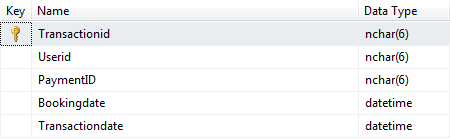 Key Name Data Type
Transactionid nchar(6)
Userid nchar(6)
PaymentID nchar(6)
Bookingdate datetime
Transactiondate datetime